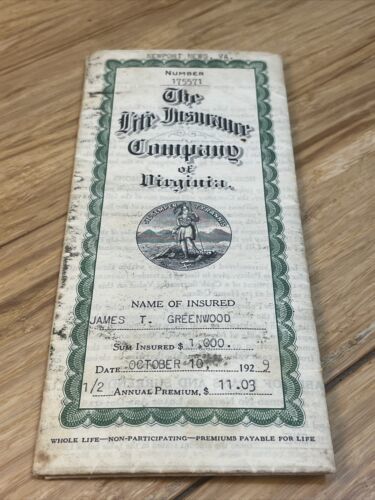 NEWPORT NEWS, VA.
NUMBER
175571
The
Life Insurance
Company
of
Virginia.
NAME OF INSURED
JAMES T. GREENWOOD
SUM INSURED $ 1,000.
DATE OCTOBER 10, 1929
1/2 ANNUAL PREMIUM, $ 11.03
WHOLE LIFE—NON-PARTICIPATING—PREMIUMS PAYABLE FOR LIFE